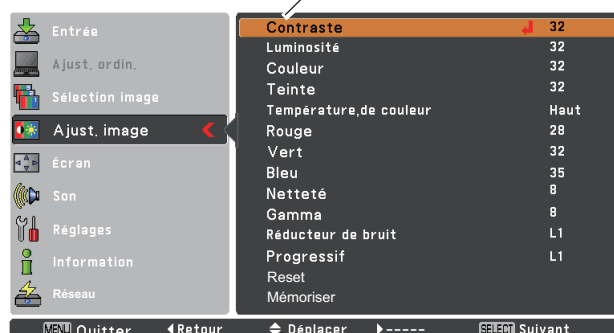 Entrée
Ajust. ordin.
Sélection image
Ajust. image
Écran
Son
Réglages
Information
Réseau
Contraste 32
Luminosité 32
Couleur 32
Teinte 32
Température,de couleur Haut
Rouge 28
Vert 32
Bleu 35
Netteté 8
Gamma 8
Réducteur de bruit L1
Progressif L1
Reset
Mémoriser
MENU Quitter Retour Déplacer ----- SELECT Suivant